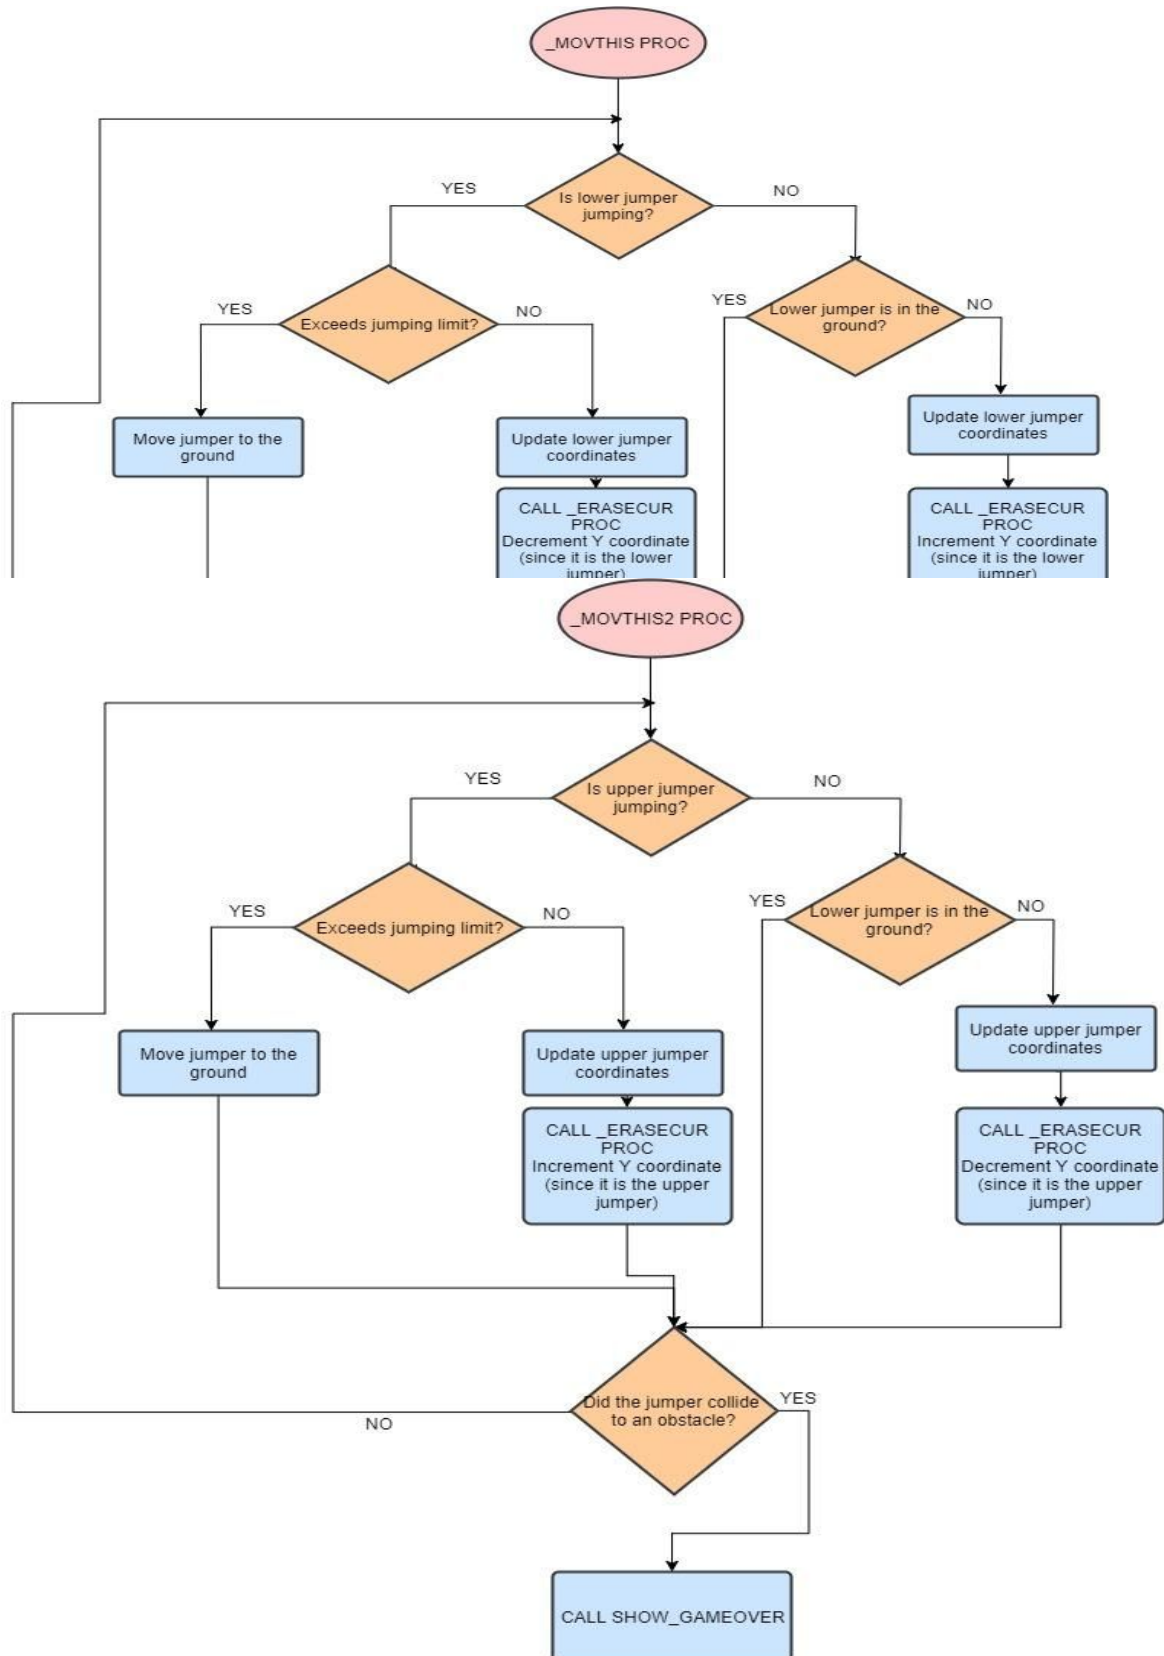 _MOVTHIS PROC
YES
Is lower jumper
jumping?
NO
YES
Exceeds jumping limit?
NO
YES
Lower jumper is in the
ground?
NO
Move jumper to the
ground
Update lower jumper
coordinates
Update lower jumper
coordinates
CALL _ERASECUR
PROC
Decrement Y coordinate
(since it is the lower
jumper)
CALL _ERASECUR
PROC
Increment Y coordinate
(since it is the lower
jumper)
_MOVTHIS2 PROC
YES
Is upper jumper
jumping?
NO
YES
Exceeds jumping limit?
NO
YES
Lower jumper is in the
ground?
NO
Move jumper to the
ground
Update upper jumper
coordinates
Update upper jumper
coordinates
CALL _ERASECUR
PROC
Increment Y coordinate
(since it is the upper
jumper)
CALL _ERASECUR
PROC
Decrement Y coordinate
(since it is the upper
jumper)
Did the jumper collide
to an obstacle?
YES
NO
CALL SHOW_GAMEOVER